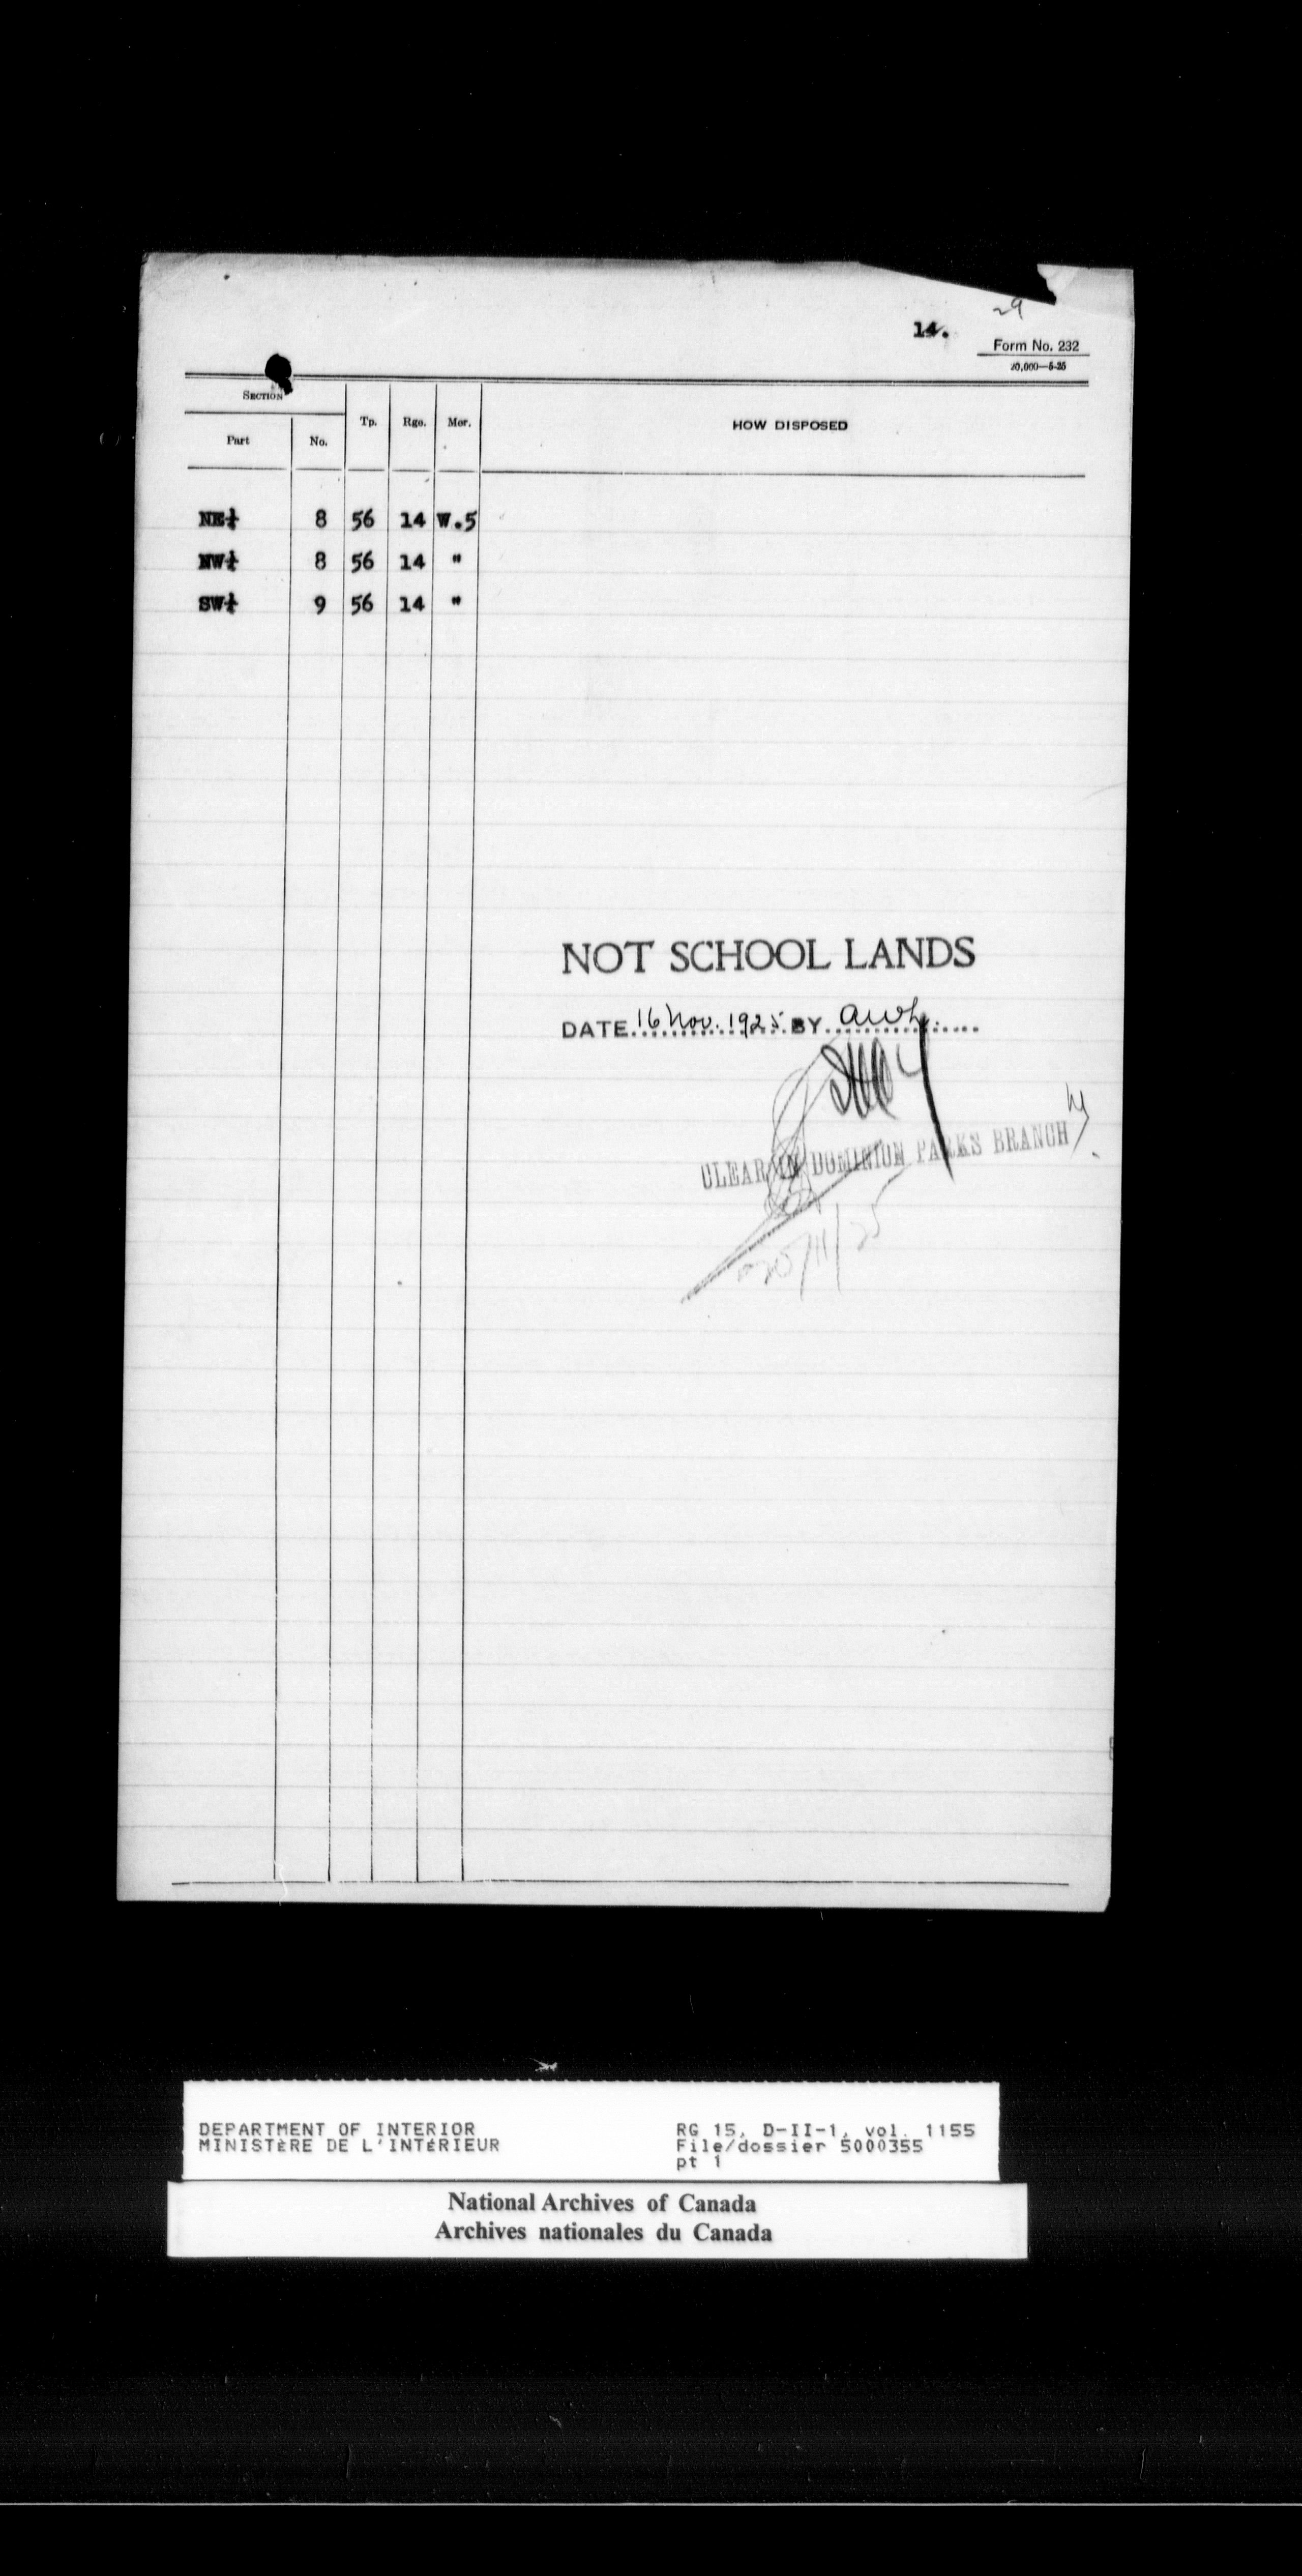 29
14.
Form No. 232
20,000—5-25
SECTION
Part No. Tp. Rge. Mer. HOW DISPOSED
NE¼ 8 56 14 W.5
NW¼ 8 56 14 "
SW¼ 9 56 14 "
NOT SCHOOL LANDS
DATE 16 Nov. 1925 BY
CLEAR IN DOMINION PARKS BRANCH
/11/25
DEPARTMENT OF INTERIOR
MINISTÈRE DE L'INTÉRIEUR
RG 15, D-II-1, vol. 1155
File/dossier 5000355
pt 1
National Archives of Canada
Archives nationales du Canada